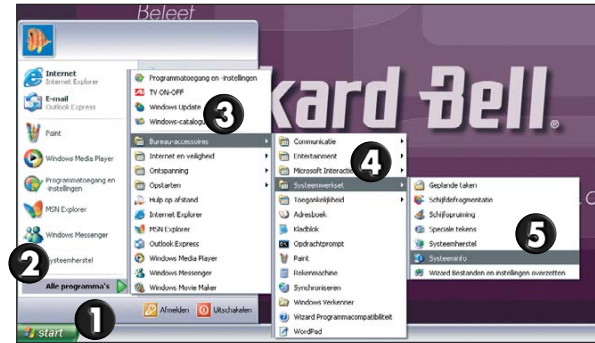 Beleef
kard Bell.
Internet
Internet Explorer
E-mail
Outlook Express
Paint
Windows Media Player
Programmatoegang en
-instellingen
MSN Explorer
Windows Messenger
Systeemherstel
Alle programma's
Afmelden
Uitschakelen
start
Programmatoegang en -instellingen
TV ON-OFF
Windows Update
Windows-catalogu
Bureau-accessoires
Internet en veiligheid
Ontspanning
Opstarten
Hulp op afstand
Internet Explorer
MSN Explorer
Outlook Express
Windows Media Player
Windows Messenger
Windows Movie Maker
Communicatie
Entertainment
Microsoft Interactio
Systeemwerkset
Toegankelijkheid
Adresboek
Kladblok
Opdrachtprompt
Paint
Rekenmachine
Synchroniseren
Windows Verkenner
Wizard Programmacompatibiliteit
WordPad
Geplande taken
Schijfdefragmentatie
Schijfopruiming
Speciale tekens
Systeemherstel
Systeeminfo
Wizard Bestanden en instellingen overzetten
1
2
3
4
5